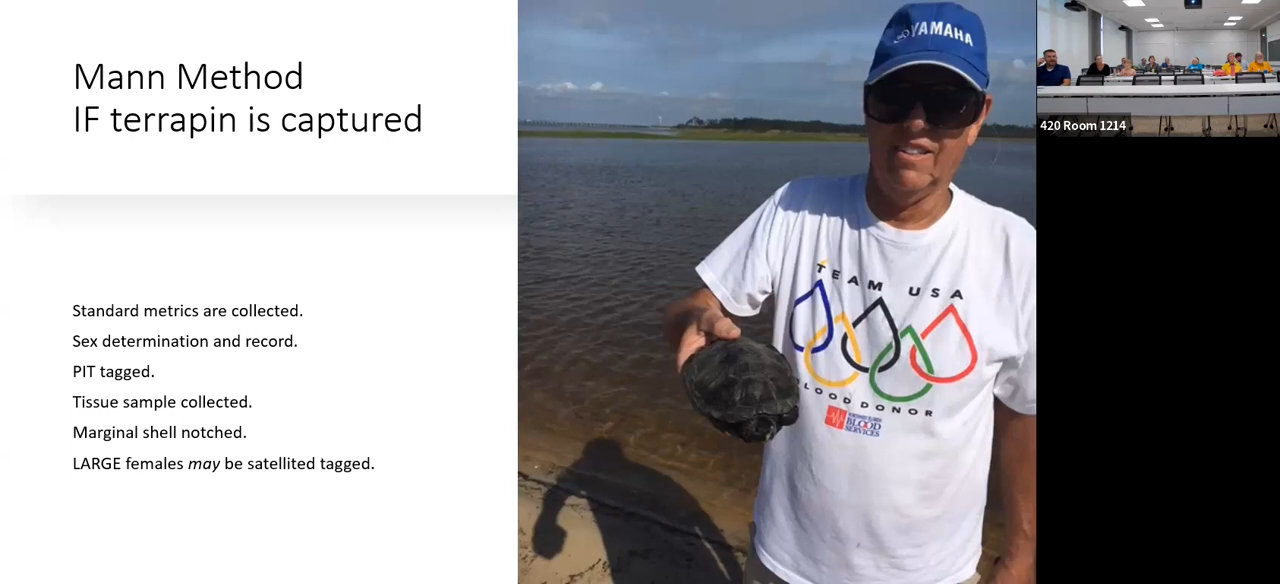 Mann Method
IF terrapin is captured
Standard metrics are collected.
Sex determination and record.
PIT tagged.
Tissue sample collected.
Marginal shell notched.
LARGE females may be satellited tagged.
YAMAHA
TEAM USA
BLOOD DONOR
BLOOD
SERVICES
420 Room 1214